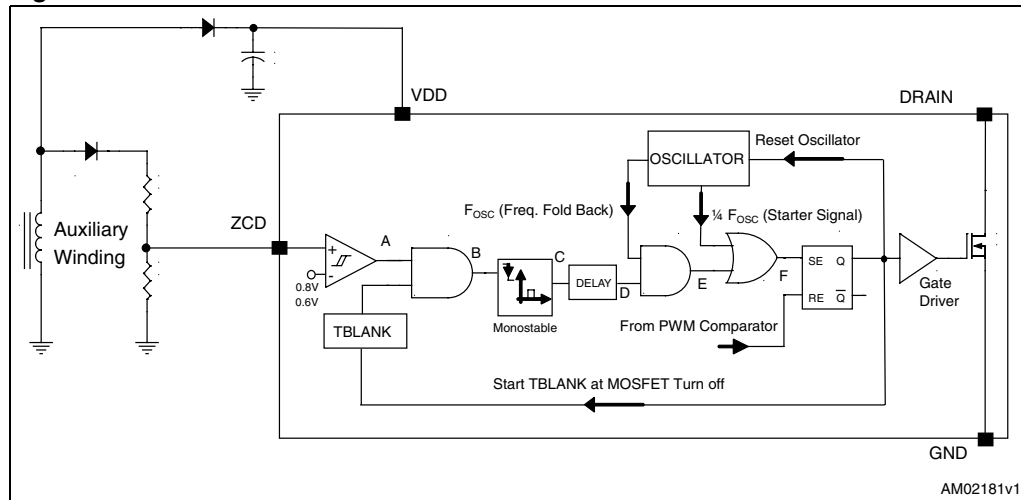 VDD
DRAIN
Reset Oscillator
OSCILLATOR
FOSC (Freq. Fold Back)
¼ FOSC (Starter Signal)
Auxiliary
Winding
ZCD
+
-
0.8V
0.6V
A
B
C
D
E
F
TBLANK
Monostable
DELAY
SE Q
RE Q̅
Gate
Driver
From PWM Comparator
Start TBLANK at MOSFET Turn off
GND
AM02181v1